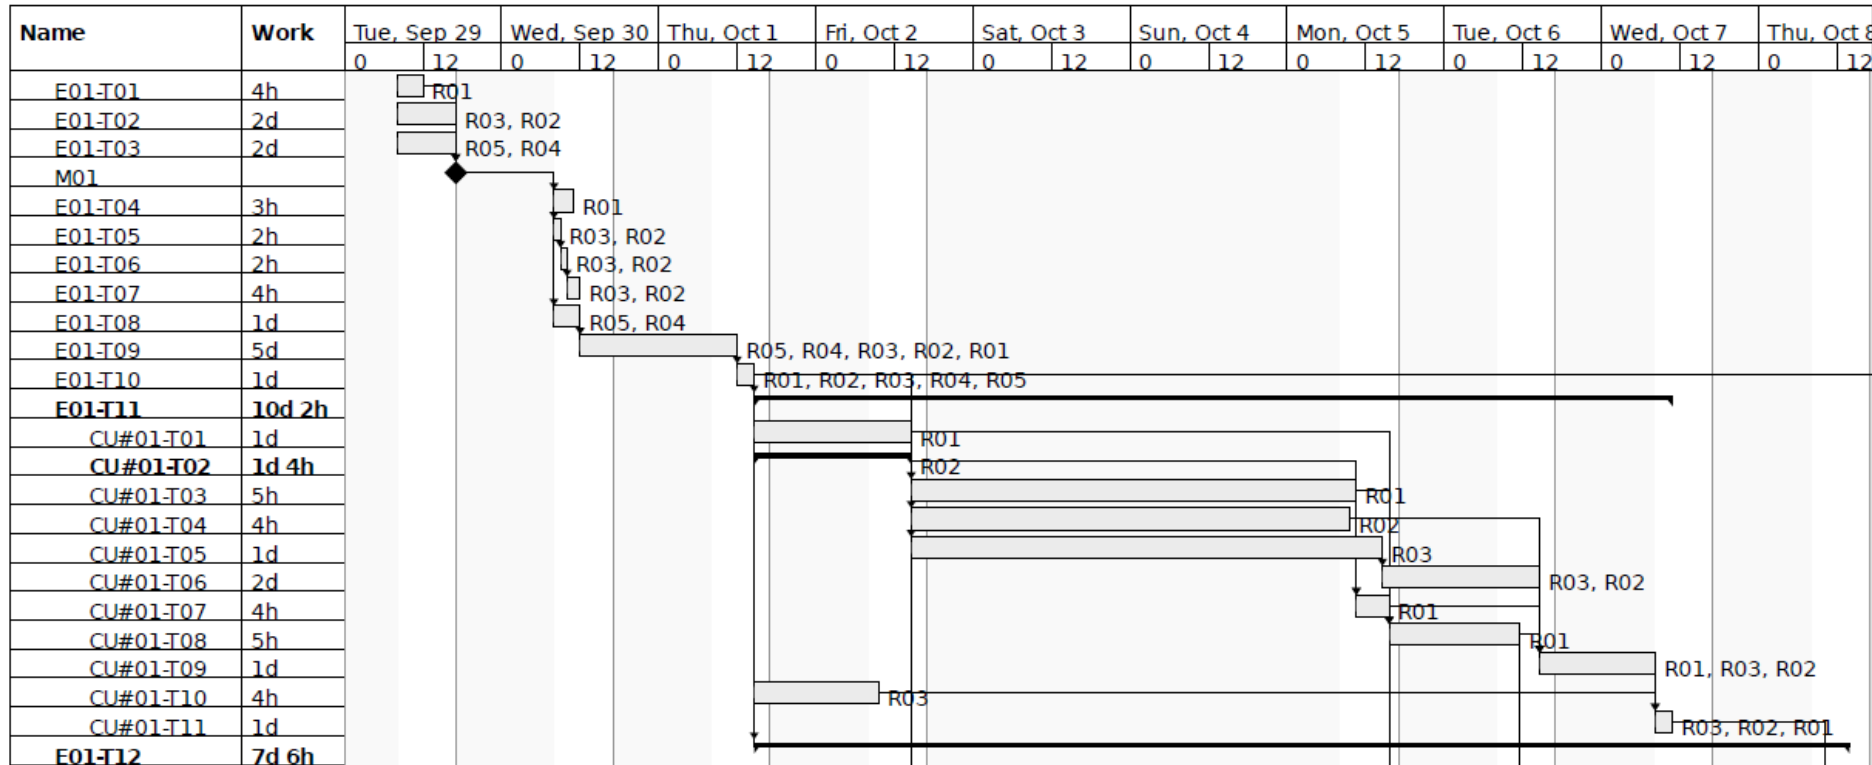 Name Work Tue, Sep 29 Wed, Sep 30 Thu, Oct 1 Fri, Oct 2 Sat, Oct 3 Sun, Oct 4 Mon, Oct 5 Tue, Oct 6 Wed, Oct 7 Thu, Oct 8
0 12 0 12 0 12 0 12 0 12 0 12 0 12 0 12 0 12 0 12
E01-T01 4h R01
E01-T02 2d R03, R02
E01-T03 2d R05, R04
M01
E01-T04 3h R01
E01-T05 2h R03, R02
E01-T06 2h R03, R02
E01-T07 4h R03, R02
E01-T08 1d R05, R04
E01-T09 5d R05, R04, R03, R02, R01
E01-T10 1d R01, R02, R03, R04, R05
E01-T11 10d 2h
CU#01-T01 1d R01
CU#01-T02 1d 4h R02
CU#01-T03 5h R01
CU#01-T04 4h R02
CU#01-T05 1d R03
CU#01-T06 2d R03, R02
CU#01-T07 4h R01
CU#01-T08 5h R01
CU#01-T09 1d R01, R03, R02
CU#01-T10 4h R03
CU#01-T11 1d R03, R02, R01
E01-T12 7d 6h